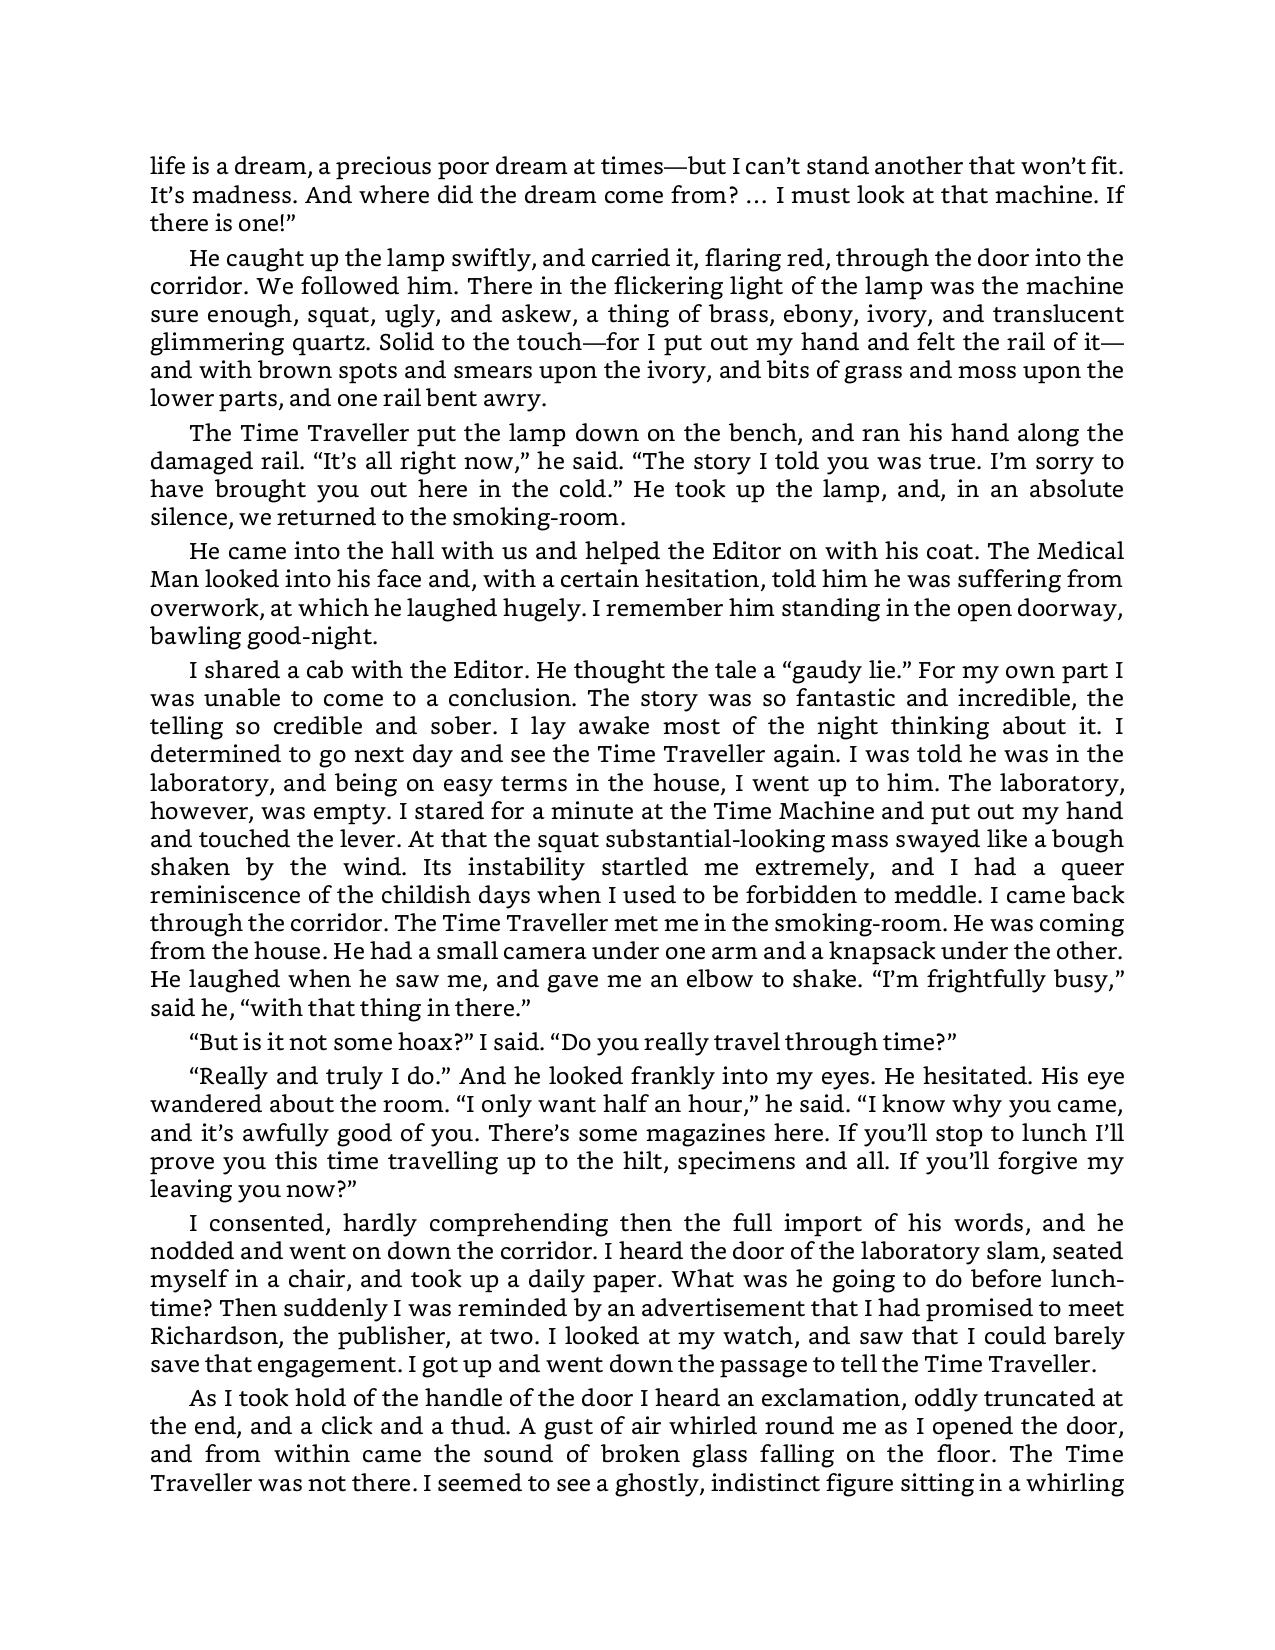 life is a dream, a precious poor dream at times—but I can’t stand another that won’t fit.
It’s madness. And where did the dream come from? … I must look at that machine. If
there is one!”
He caught up the lamp swiftly, and carried it, flaring red, through the door into the
corridor. We followed him. There in the flickering light of the lamp was the machine
sure enough, squat, ugly, and askew, a thing of brass, ebony, ivory, and translucent
glimmering quartz. Solid to the touch—for I put out my hand and felt the rail of it—
and with brown spots and smears upon the ivory, and bits of grass and moss upon the
lower parts, and one rail bent awry.
The Time Traveller put the lamp down on the bench, and ran his hand along the
damaged rail. “It’s all right now,” he said. “The story I told you was true. I’m sorry to
have brought you out here in the cold.” He took up the lamp, and, in an absolute
silence, we returned to the smoking-room.
He came into the hall with us and helped the Editor on with his coat. The Medical
Man looked into his face and, with a certain hesitation, told him he was suffering from
overwork, at which he laughed hugely. I remember him standing in the open doorway,
bawling good-night.
I shared a cab with the Editor. He thought the tale a “gaudy lie.” For my own part I
was unable to come to a conclusion. The story was so fantastic and incredible, the
telling so credible and sober. I lay awake most of the night thinking about it. I
determined to go next day and see the Time Traveller again. I was told he was in the
laboratory, and being on easy terms in the house, I went up to him. The laboratory,
however, was empty. I stared for a minute at the Time Machine and put out my hand
and touched the lever. At that the squat substantial-looking mass swayed like a bough
shaken by the wind. Its instability startled me extremely, and I had a queer
reminiscence of the childish days when I used to be forbidden to meddle. I came back
through the corridor. The Time Traveller met me in the smoking-room. He was coming
from the house. He had a small camera under one arm and a knapsack under the other.
He laughed when he saw me, and gave me an elbow to shake. “I’m frightfully busy,”
said he, “with that thing in there.”
“But is it not some hoax?” I said. “Do you really travel through time?”
“Really and truly I do.” And he looked frankly into my eyes. He hesitated. His eye
wandered about the room. “I only want half an hour,” he said. “I know why you came,
and it’s awfully good of you. There’s some magazines here. If you’ll stop to lunch I’ll
prove you this time travelling up to the hilt, specimens and all. If you’ll forgive my
leaving you now?”
I consented, hardly comprehending then the full import of his words, and he
nodded and went on down the corridor. I heard the door of the laboratory slam, seated
myself in a chair, and took up a daily paper. What was he going to do before lunch-
time? Then suddenly I was reminded by an advertisement that I had promised to meet
Richardson, the publisher, at two. I looked at my watch, and saw that I could barely
save that engagement. I got up and went down the passage to tell the Time Traveller.
As I took hold of the handle of the door I heard an exclamation, oddly truncated at
the end, and a click and a thud. A gust of air whirled round me as I opened the door,
and from within came the sound of broken glass falling on the floor. The Time
Traveller was not there. I seemed to see a ghostly, indistinct figure sitting in a whirling